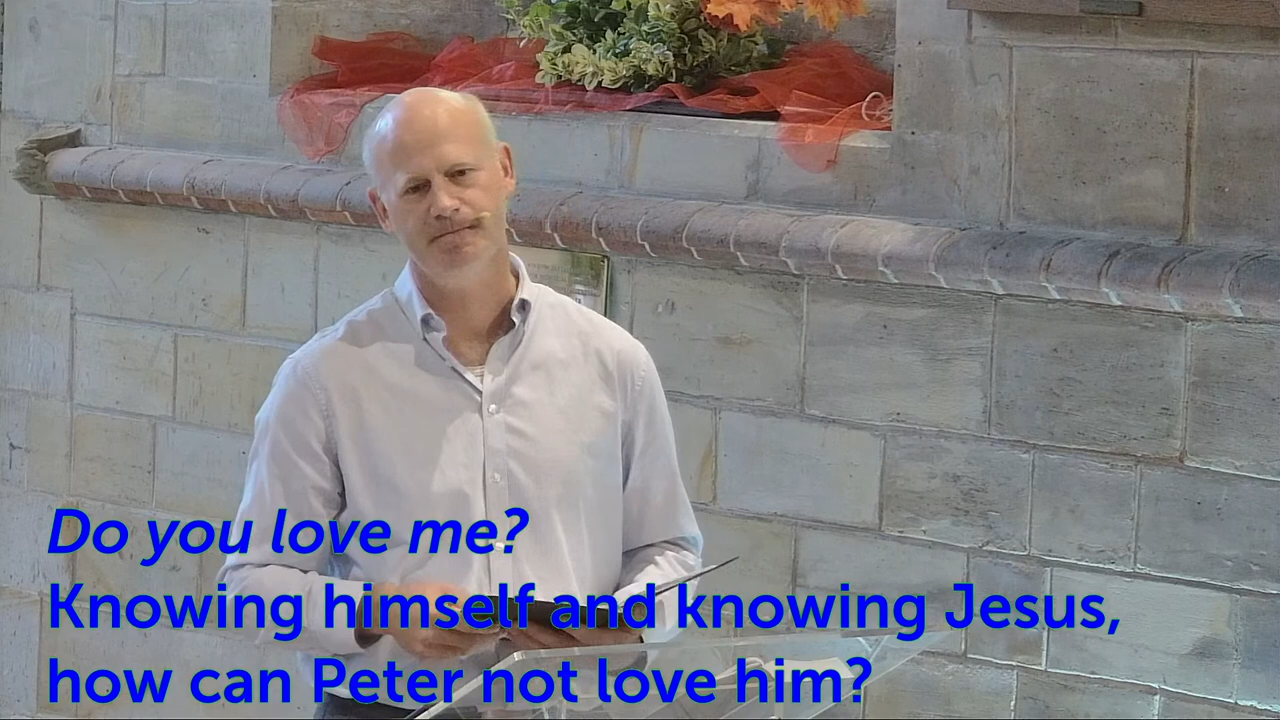 Do you love me?
Knowing himself and knowing Jesus,
how can Peter not love him?